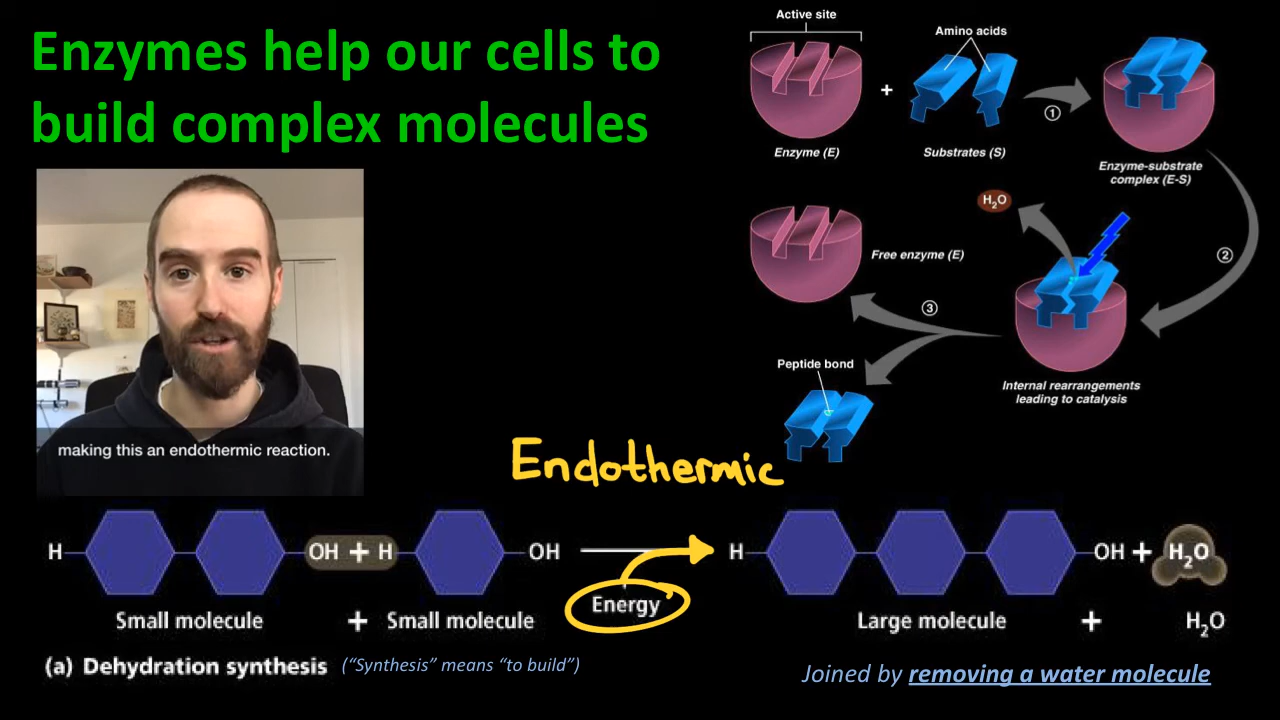 Enzymes help our cells to
build complex molecules
Active site
Amino acids
+
①
Enzyme (E)
Substrates (S)
Enzyme-substrate
complex (E-S)
H₂O
②
Free enzyme (E)
③
Peptide bond
Internal rearrangements
leading to catalysis
making this an endothermic reaction.
Endothermic
H OH + H OH H OH + H₂O
Energy
Small molecule + Small molecule Large molecule + H₂O
(a) Dehydration synthesis (“Synthesis” means “to build”)
Joined by removing a water molecule